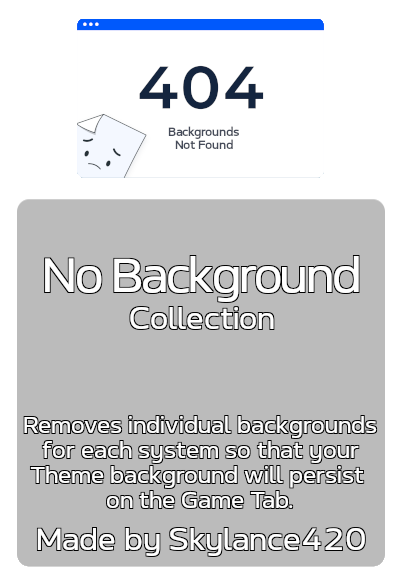 404
Backgrounds
Not Found
No Background
Collection
Removes individual backgrounds
for each system so that your
Theme background will persist
on the Game Tab.
Made by Skylance420